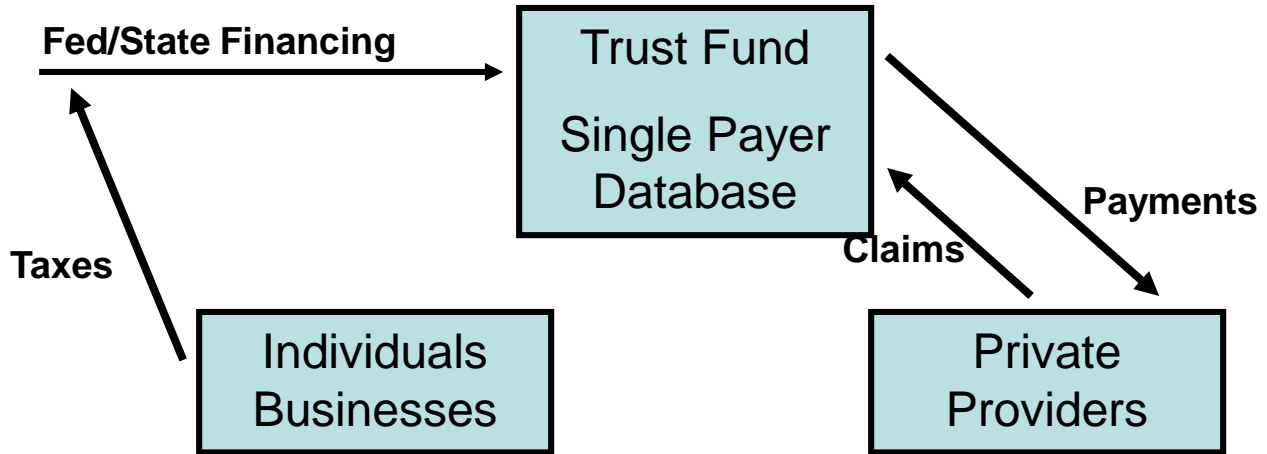 Fed/State Financing
Trust Fund
Single Payer
Database
Payments
Claims
Taxes
Individuals
Businesses
Private
Providers